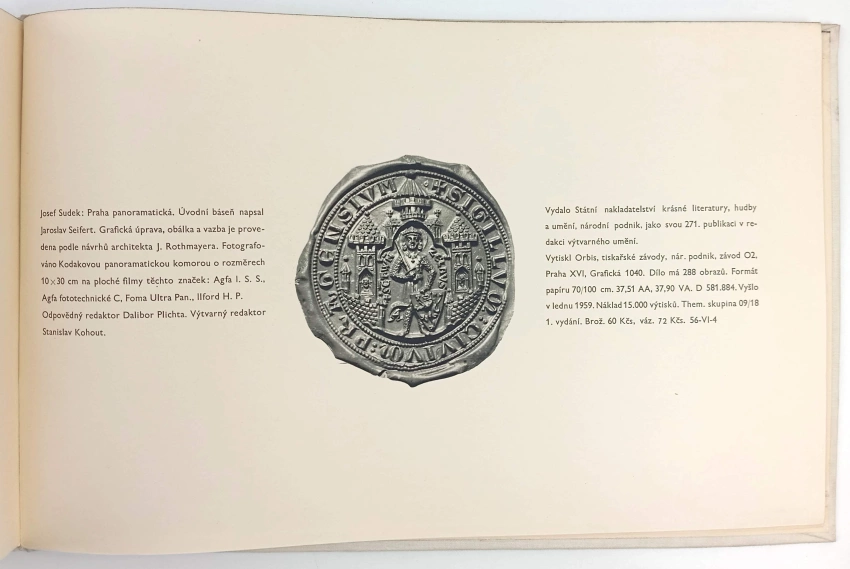 Josef Sudek: Praha panoramatická. Úvodní báseň napsal
Jaroslav Seifert. Grafická úprava, obálka a vazba je prove-
dena podle návrhů architekta J. Rothmayera. Fotografo-
váno Kodakovou panoramatickou komorou o rozměrech
10×30 cm na ploché filmy těchto značek: Agfa I. S. S.,
Agfa fototechnické C, Foma Ultra Pan., Ilford H. P.
Odpovědný redaktor Dalibor Plichta. Výtvarný redaktor
Stanislav Kohout.
SIGILLVM: CIVIVM: PRAGENSIVM
Vydalo Státní nakladatelství krásné literatury, hudby
a umění, národní podnik, jako svou 271. publikaci v re-
dakci výtvarného umění.
Vytiskl Orbis, tiskařské závody, nár. podnik, závod 02,
Praha XVI, Grafická 1040. Dílo má 288 obrazů. Formát
papíru 70/100 cm. 37,51 AA, 37,90 VA. D 581.884. Vyšlo
v lednu 1959. Náklad 15.000 výtisků. Them. skupina 09/18
1. vydání. Brož. 60 Kčs, váz. 72 Kčs. 56-VI-4